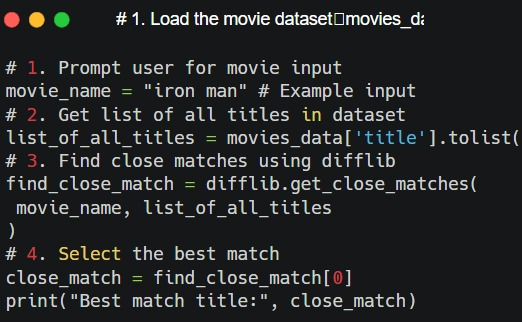 # 1. Load the movie dataset□movies_da
# 1. Prompt user for movie input
movie_name = "iron man" # Example input
# 2. Get list of all titles in dataset
list_of_all_titles = movies_data['title'].tolist(
# 3. Find close matches using difflib
find_close_match = difflib.get_close_matches(
 movie_name, list_of_all_titles
)
# 4. Select the best match
close_match = find_close_match[0]
print("Best match title:", close_match)